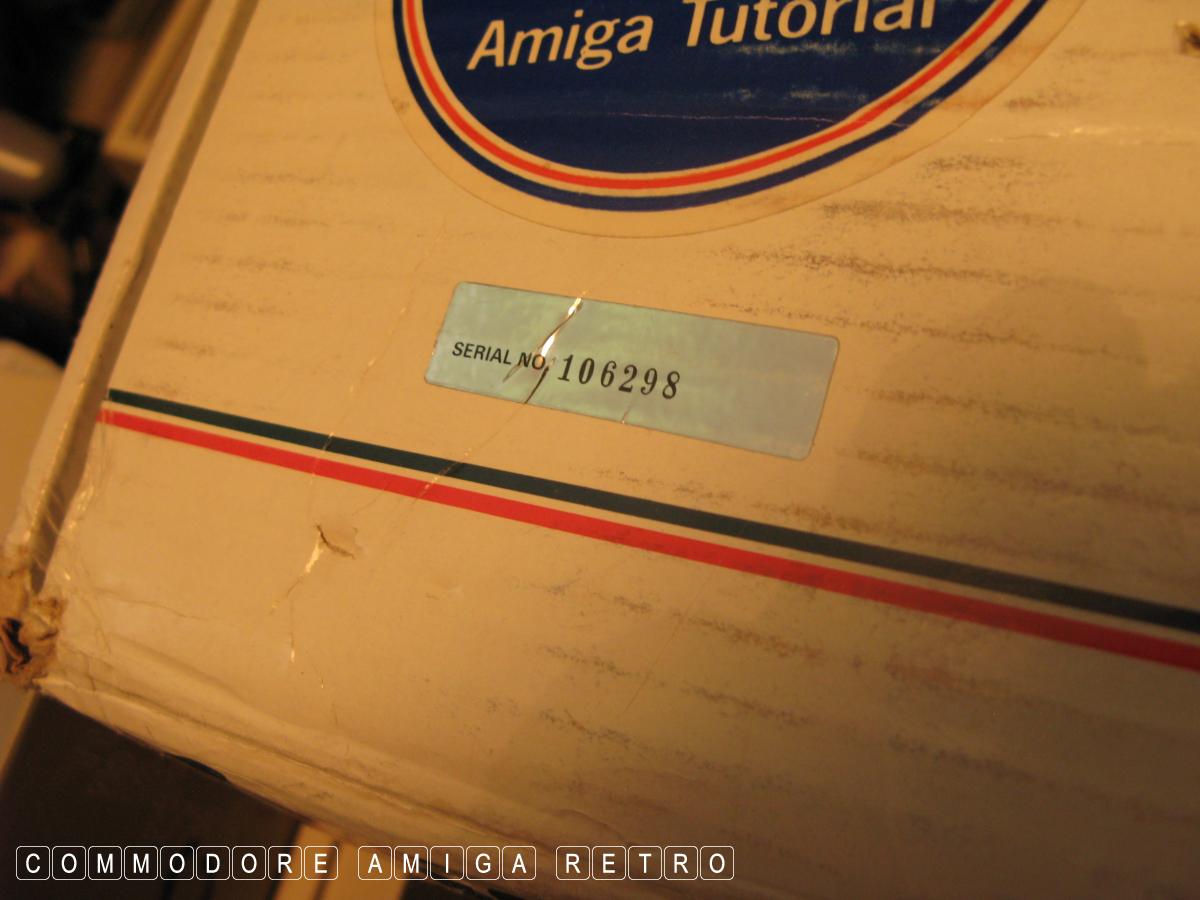 Amiga Tutorial
SERIAL NO. 106298
COMMODORE AMIGA RETRO